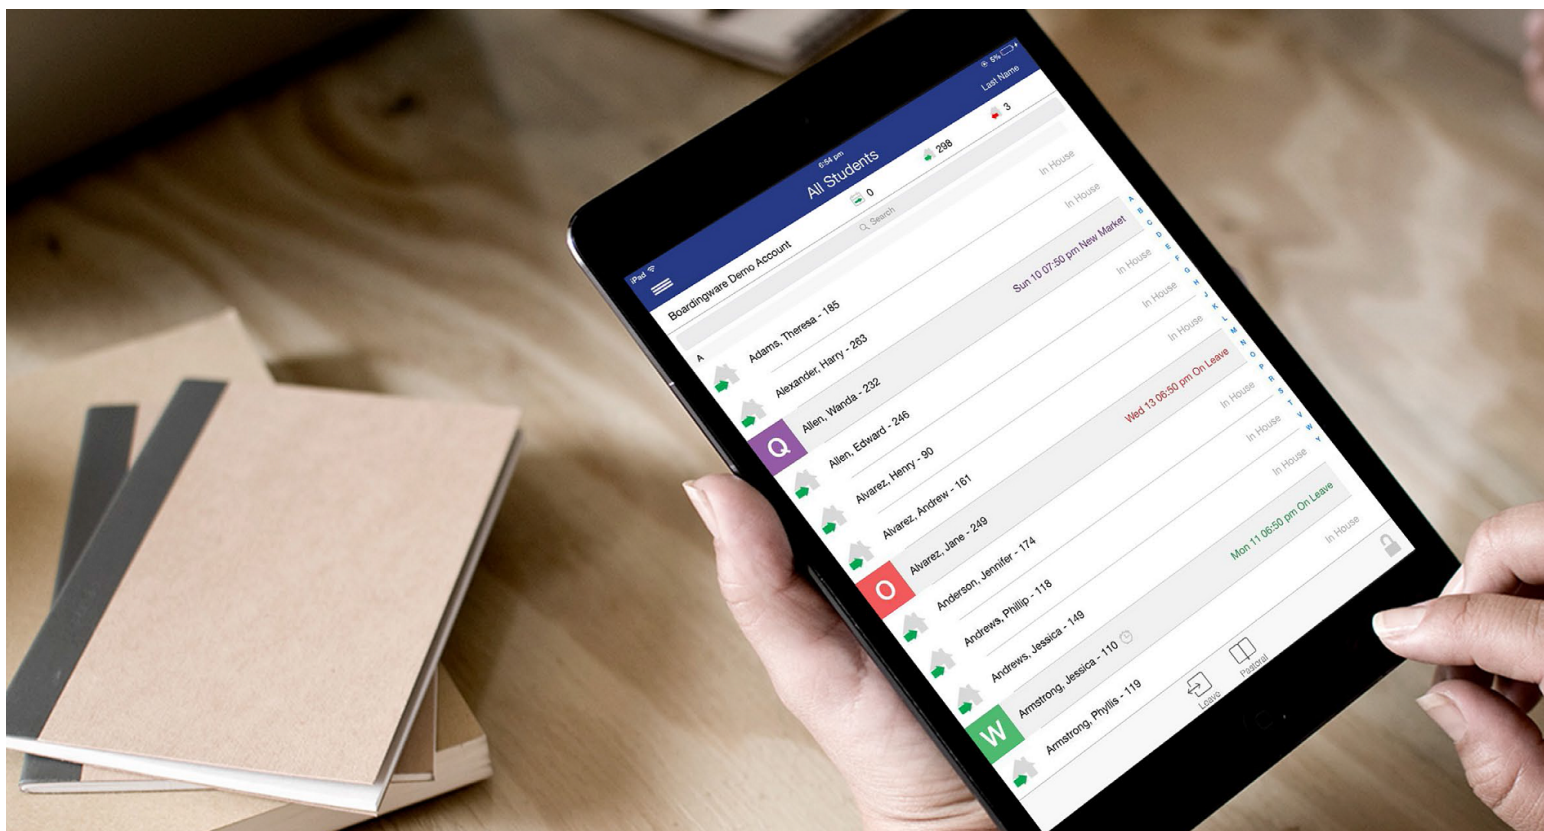 iPad 6:54 pm 5%
All Students Last Name
Boardingware Demo Account 0 298 3
Search
A
Adams, Theresa - 185 In House
Alexander, Harry - 263 In House
Q Allen, Wanda - 232 Sun 10 07:50 pm New Market
Allen, Edward - 246 In House
Alvarez, Henry - 90 In House
Alvarez, Andrew - 161 In House
O Alvarez, Jane - 249 Wed 13 06:50 pm On Leave
Anderson, Jennifer - 174 In House
Andrews, Phillip - 118 In House
Andrews, Jessica - 149 In House
W Armstrong, Jessica - 110 Mon 11 06:50 pm On Leave
Armstrong, Phyllis - 119 In House
A
B
C
D
E
F
G
H
J
K
L
M
N
O
P
R
S
T
V
W
Y
Leave Pastoral